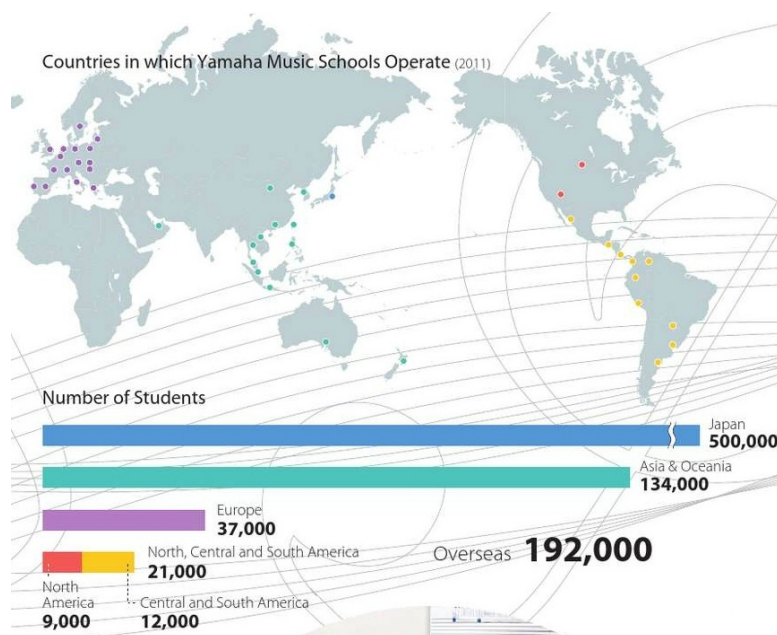 Countries in which Yamaha Music Schools Operate (2011)
Number of Students
Japan
500,000
Asia & Oceania
134,000
Europe
37,000
North, Central and South America
21,000
Overseas 192,000
North
America
9,000
Central and South America
12,000